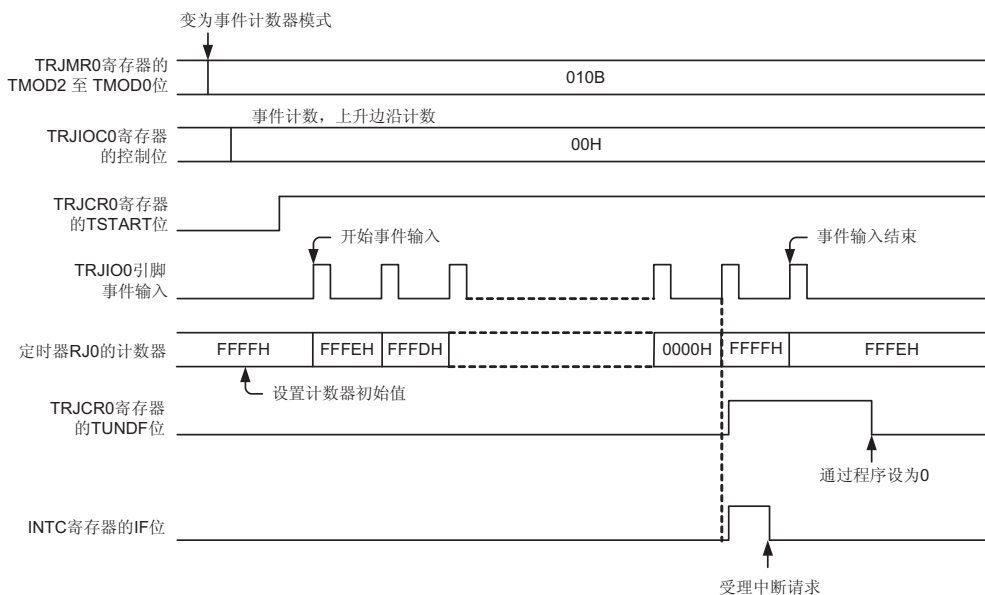 变为事件计数器模式
TRJMR0寄存器的
TMOD2 至 TMOD0位
010B
事件计数，上升边沿计数
TRJIOC0寄存器
的控制位
00H
TRJCR0寄存器
的TSTART位
开始事件输入
事件输入结束
TRJIO0引脚
事件输入
定时器RJ0的计数器
FFFFH
FFFEH
FFFDH
0000H
FFFFH
FFFEH
设置计数器初始值
TRJCR0寄存器
的TUNDF位
通过程序设为0
INTC寄存器的IF位
受理中断请求